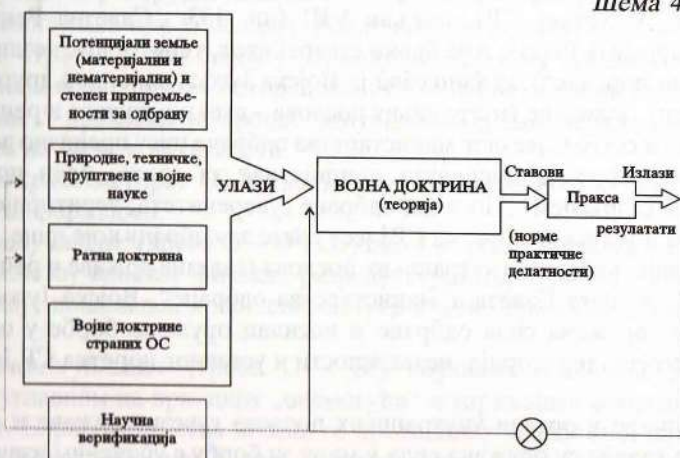 Шема 4
Потенцијали земље
(материјални и
нематеријални) и
степен припремље-
ности за одбрану
Природне, техничке,
друштвене и војне
науке
Ратна доктрина
Војне доктрине
страних ОС
Научна
верификација
УЛАЗИ
ВОЈНА ДОКТРИНА
(теорија)
Ставови
(норме
практичне
делатности)
Пракса
Излази
резултати